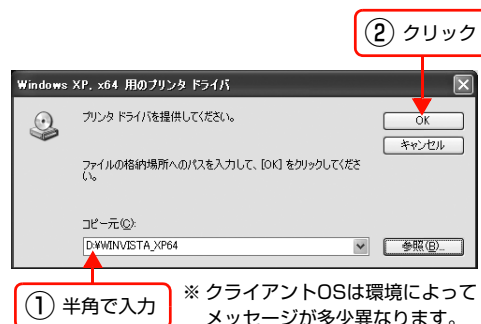 ② クリック
Windows XP, x64 用のプリンタ ドライバ
プリンタ ドライバを提供してください。
OK
キャンセル
ファイルの格納場所へのパスを入力して、[OK] をクリックしてくださ
い。
コピー元(C):
D:¥WINVISTA_XP64
参照(B)...
① 半角で入力
※ クライアントOSは環境によって
メッセージが多少異なります。